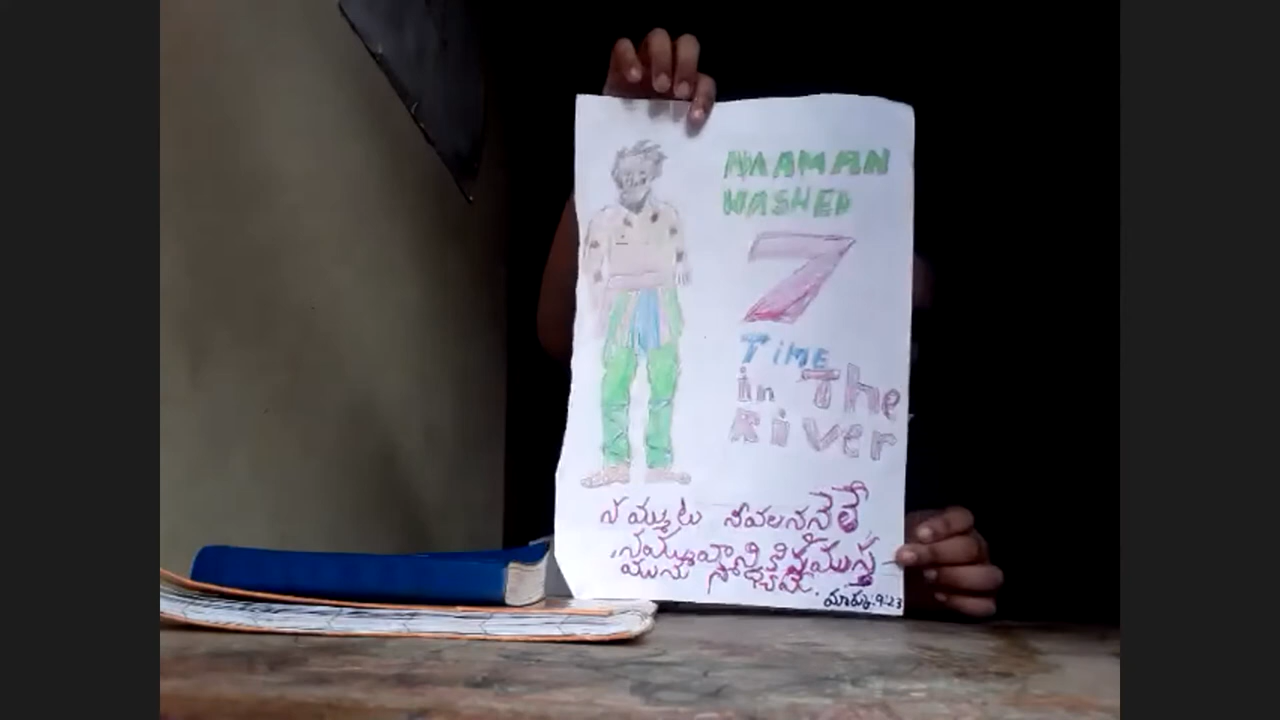 NAAMAN
WASHED
7
TIME
in The
River
నమ్ముట నీవలననైతే
నమ్మువానికి సమస్త
మును సాధ్యమే.
మార్కు:9:23